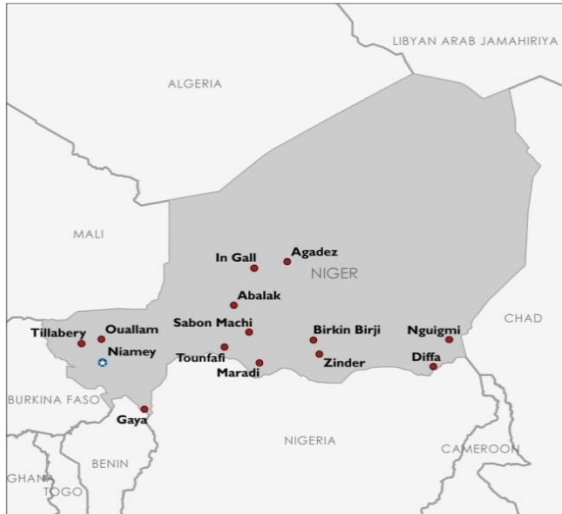 LIBYAN ARAB JAMAHIRIYA
ALGERIA
MALI
In Gall
Agadez
NIGER
Abalak
CHAD
Sabon Machi
Birkin Birji
Nguigmi
Tillabery
Ouallam
Niamey
Tounfafi
Maradi
Zinder
Diffa
BURKINA FASO
Gaya
NIGERIA
CAMEROON
BENIN
GHANA
TOGO